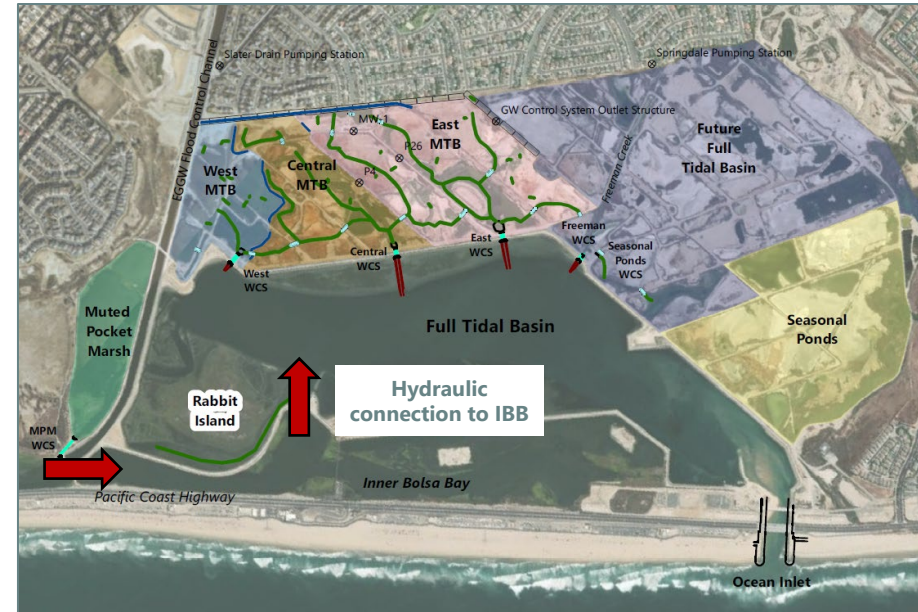 Slater Drain Pumping Station
Springdale Pumping Station
EGGW Flood Control Channel
GW Control System Outlet Structure
MW-1
East
MTB
Future
Full
Tidal Basin
West
MTB
Central
MTB
P26
P4
Freeman Creek
Freeman
WCS
Seasonal
Ponds
WCS
East
WCS
Central
WCS
West
WCS
Muted
Pocket
Marsh
Full Tidal Basin
Seasonal
Ponds
Rabbit
Island
Hydraulic
connection to IBB
MPM
WCS
Pacific Coast Highway
Inner Bolsa Bay
Ocean Inlet